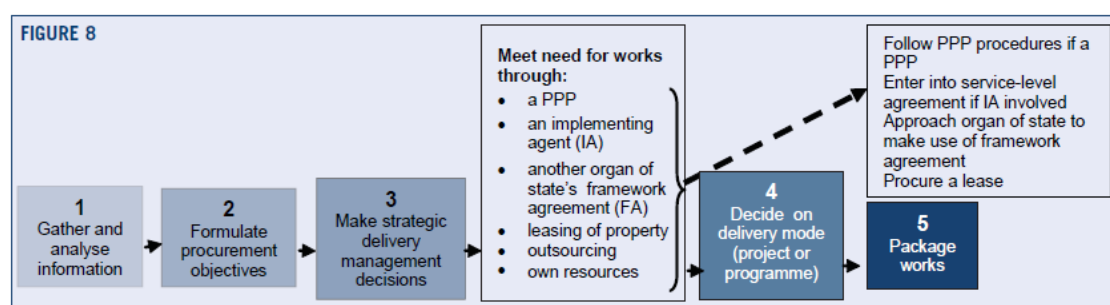 FIGURE 8
1
Gather and
analyse
information
2
Formulate
procurement
objectives
3
Make strategic
delivery
management
decisions
Meet need for works
through:
• a PPP
• an implementing
agent (IA)
• another organ of
state's framework
agreement (FA)
• leasing of property
• outsourcing
• own resources
4
Decide on
delivery mode
(project or
programme)
Follow PPP procedures if a
PPP
Enter into service-level
agreement if IA involved
Approach organ of state to
make use of framework
agreement
Procure a lease
5
Package
works